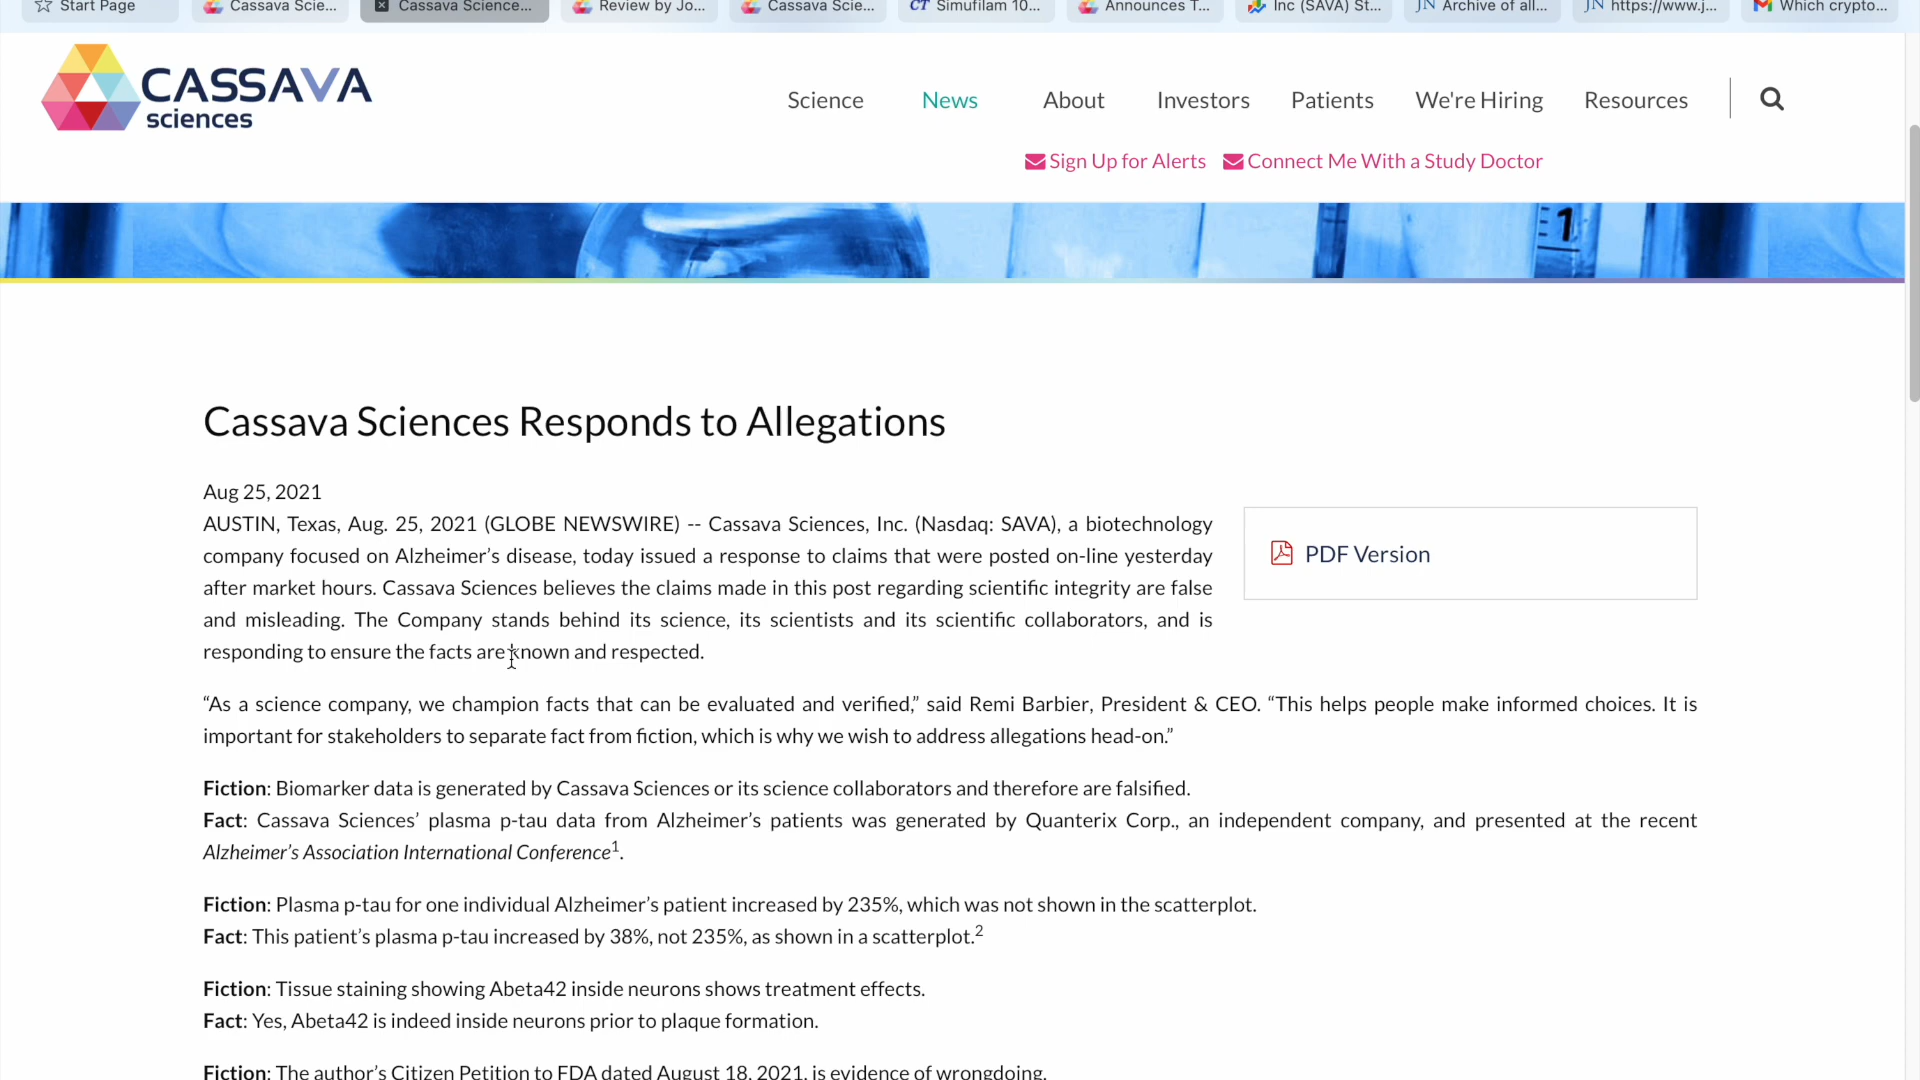 Start Page
Cassava Scie...
Cassava Science...
Review by Jo...
Cassava Scie...
CT Simufilam 10...
Announces T...
Inc (SAVA) St...
JN Archive of all...
JN https://www.j...
Which crypto...
CASSAVA
sciences
Science News About Investors Patients We're Hiring Resources
Sign Up for Alerts Connect Me With a Study Doctor
1
Cassava Sciences Responds to Allegations
Aug 25, 2021
AUSTIN, Texas, Aug. 25, 2021 (GLOBE NEWSWIRE) -- Cassava Sciences, Inc. (Nasdaq: SAVA), a biotechnology
company focused on Alzheimer’s disease, today issued a response to claims that were posted on-line yesterday
after market hours. Cassava Sciences believes the claims made in this post regarding scientific integrity are false
and misleading. The Company stands behind its science, its scientists and its scientific collaborators, and is
responding to ensure the facts are known and respected.
PDF Version
“As a science company, we champion facts that can be evaluated and verified,” said Remi Barbier, President & CEO. “This helps people make informed choices. It is
important for stakeholders to separate fact from fiction, which is why we wish to address allegations head-on.”
Fiction: Biomarker data is generated by Cassava Sciences or its science collaborators and therefore are falsified.
Fact: Cassava Sciences’ plasma p-tau data from Alzheimer’s patients was generated by Quanterix Corp., an independent company, and presented at the recent
Alzheimer’s Association International Conference1.
Fiction: Plasma p-tau for one individual Alzheimer’s patient increased by 235%, which was not shown in the scatterplot.
Fact: This patient’s plasma p-tau increased by 38%, not 235%, as shown in a scatterplot.2
Fiction: Tissue staining showing Abeta42 inside neurons shows treatment effects.
Fact: Yes, Abeta42 is indeed inside neurons prior to plaque formation.
Fiction: The author’s Citizen Petition to FDA dated August 18, 2021, is evidence of wrongdoing.